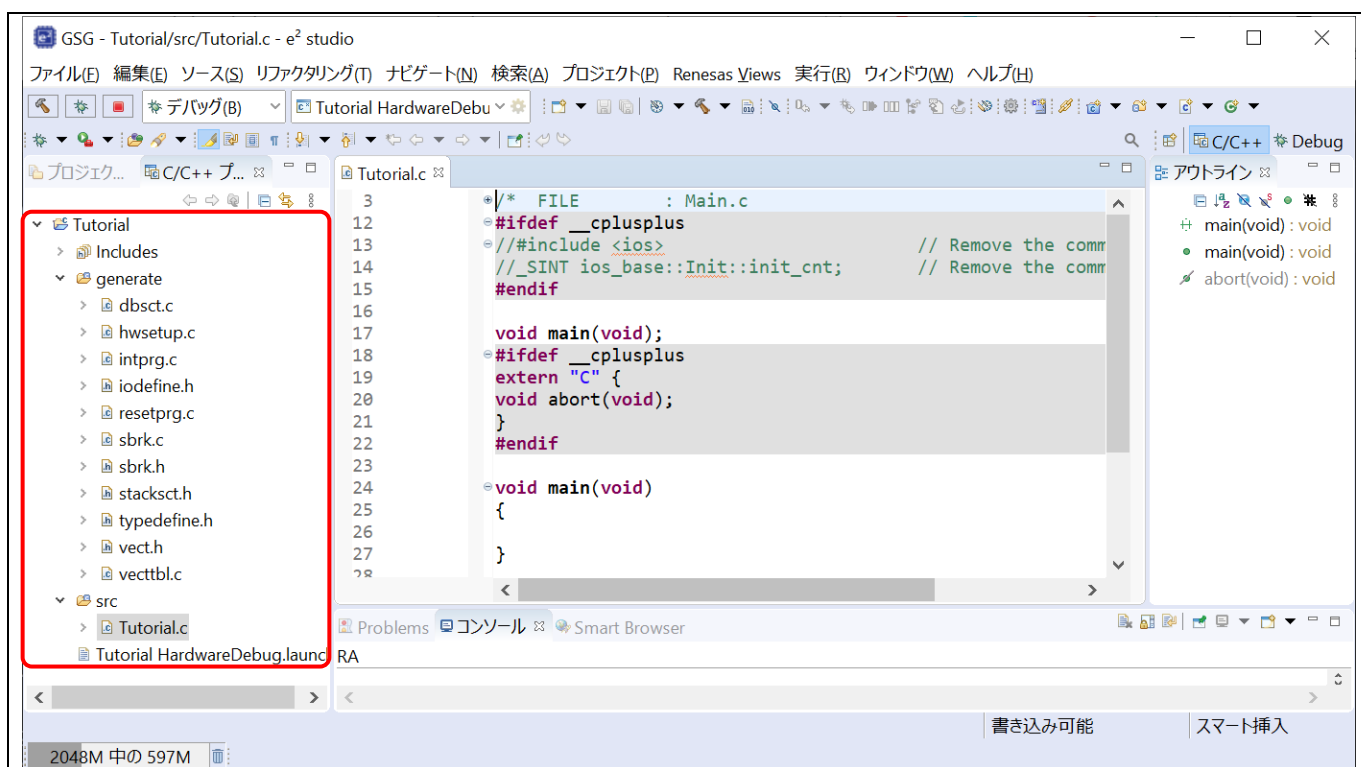 GSG - Tutorial/src/Tutorial.c - e² studio
ファイル(F) 編集(E) ソース(S) リファクタリング(T) ナビゲート(N) 検索(A) プロジェクト(P) Renesas Views 実行(R) ウィンドウ(W) ヘルプ(H)
デバッグ(B) Tutorial HardwareDebu
C/C++ Debug
プロジェク... C/C++ プ... Tutorial.c アウトライン
Tutorial
Includes
generate
dbsct.c
hwsetup.c
intprg.c
iodefine.h
resetprg.c
sbrk.c
sbrk.h
stacksct.h
typedefine.h
vect.h
vecttbl.c
src
Tutorial.c
Tutorial HardwareDebug.launc
3 /* FILE : Main.c
12 #ifdef __cplusplus
13 //#include <ios> // Remove the comm
14 //_SINT ios_base::Init::init_cnt; // Remove the comm
15 #endif
16
17 void main(void);
18 #ifdef __cplusplus
19 extern "C" {
20 void abort(void);
21 }
22 #endif
23
24 void main(void)
25 {
26
27 }
28
main(void) : void
main(void) : void
abort(void) : void
Problems コンソール Smart Browser
RA
書き込み可能 スマート挿入
2048M 中の 597M